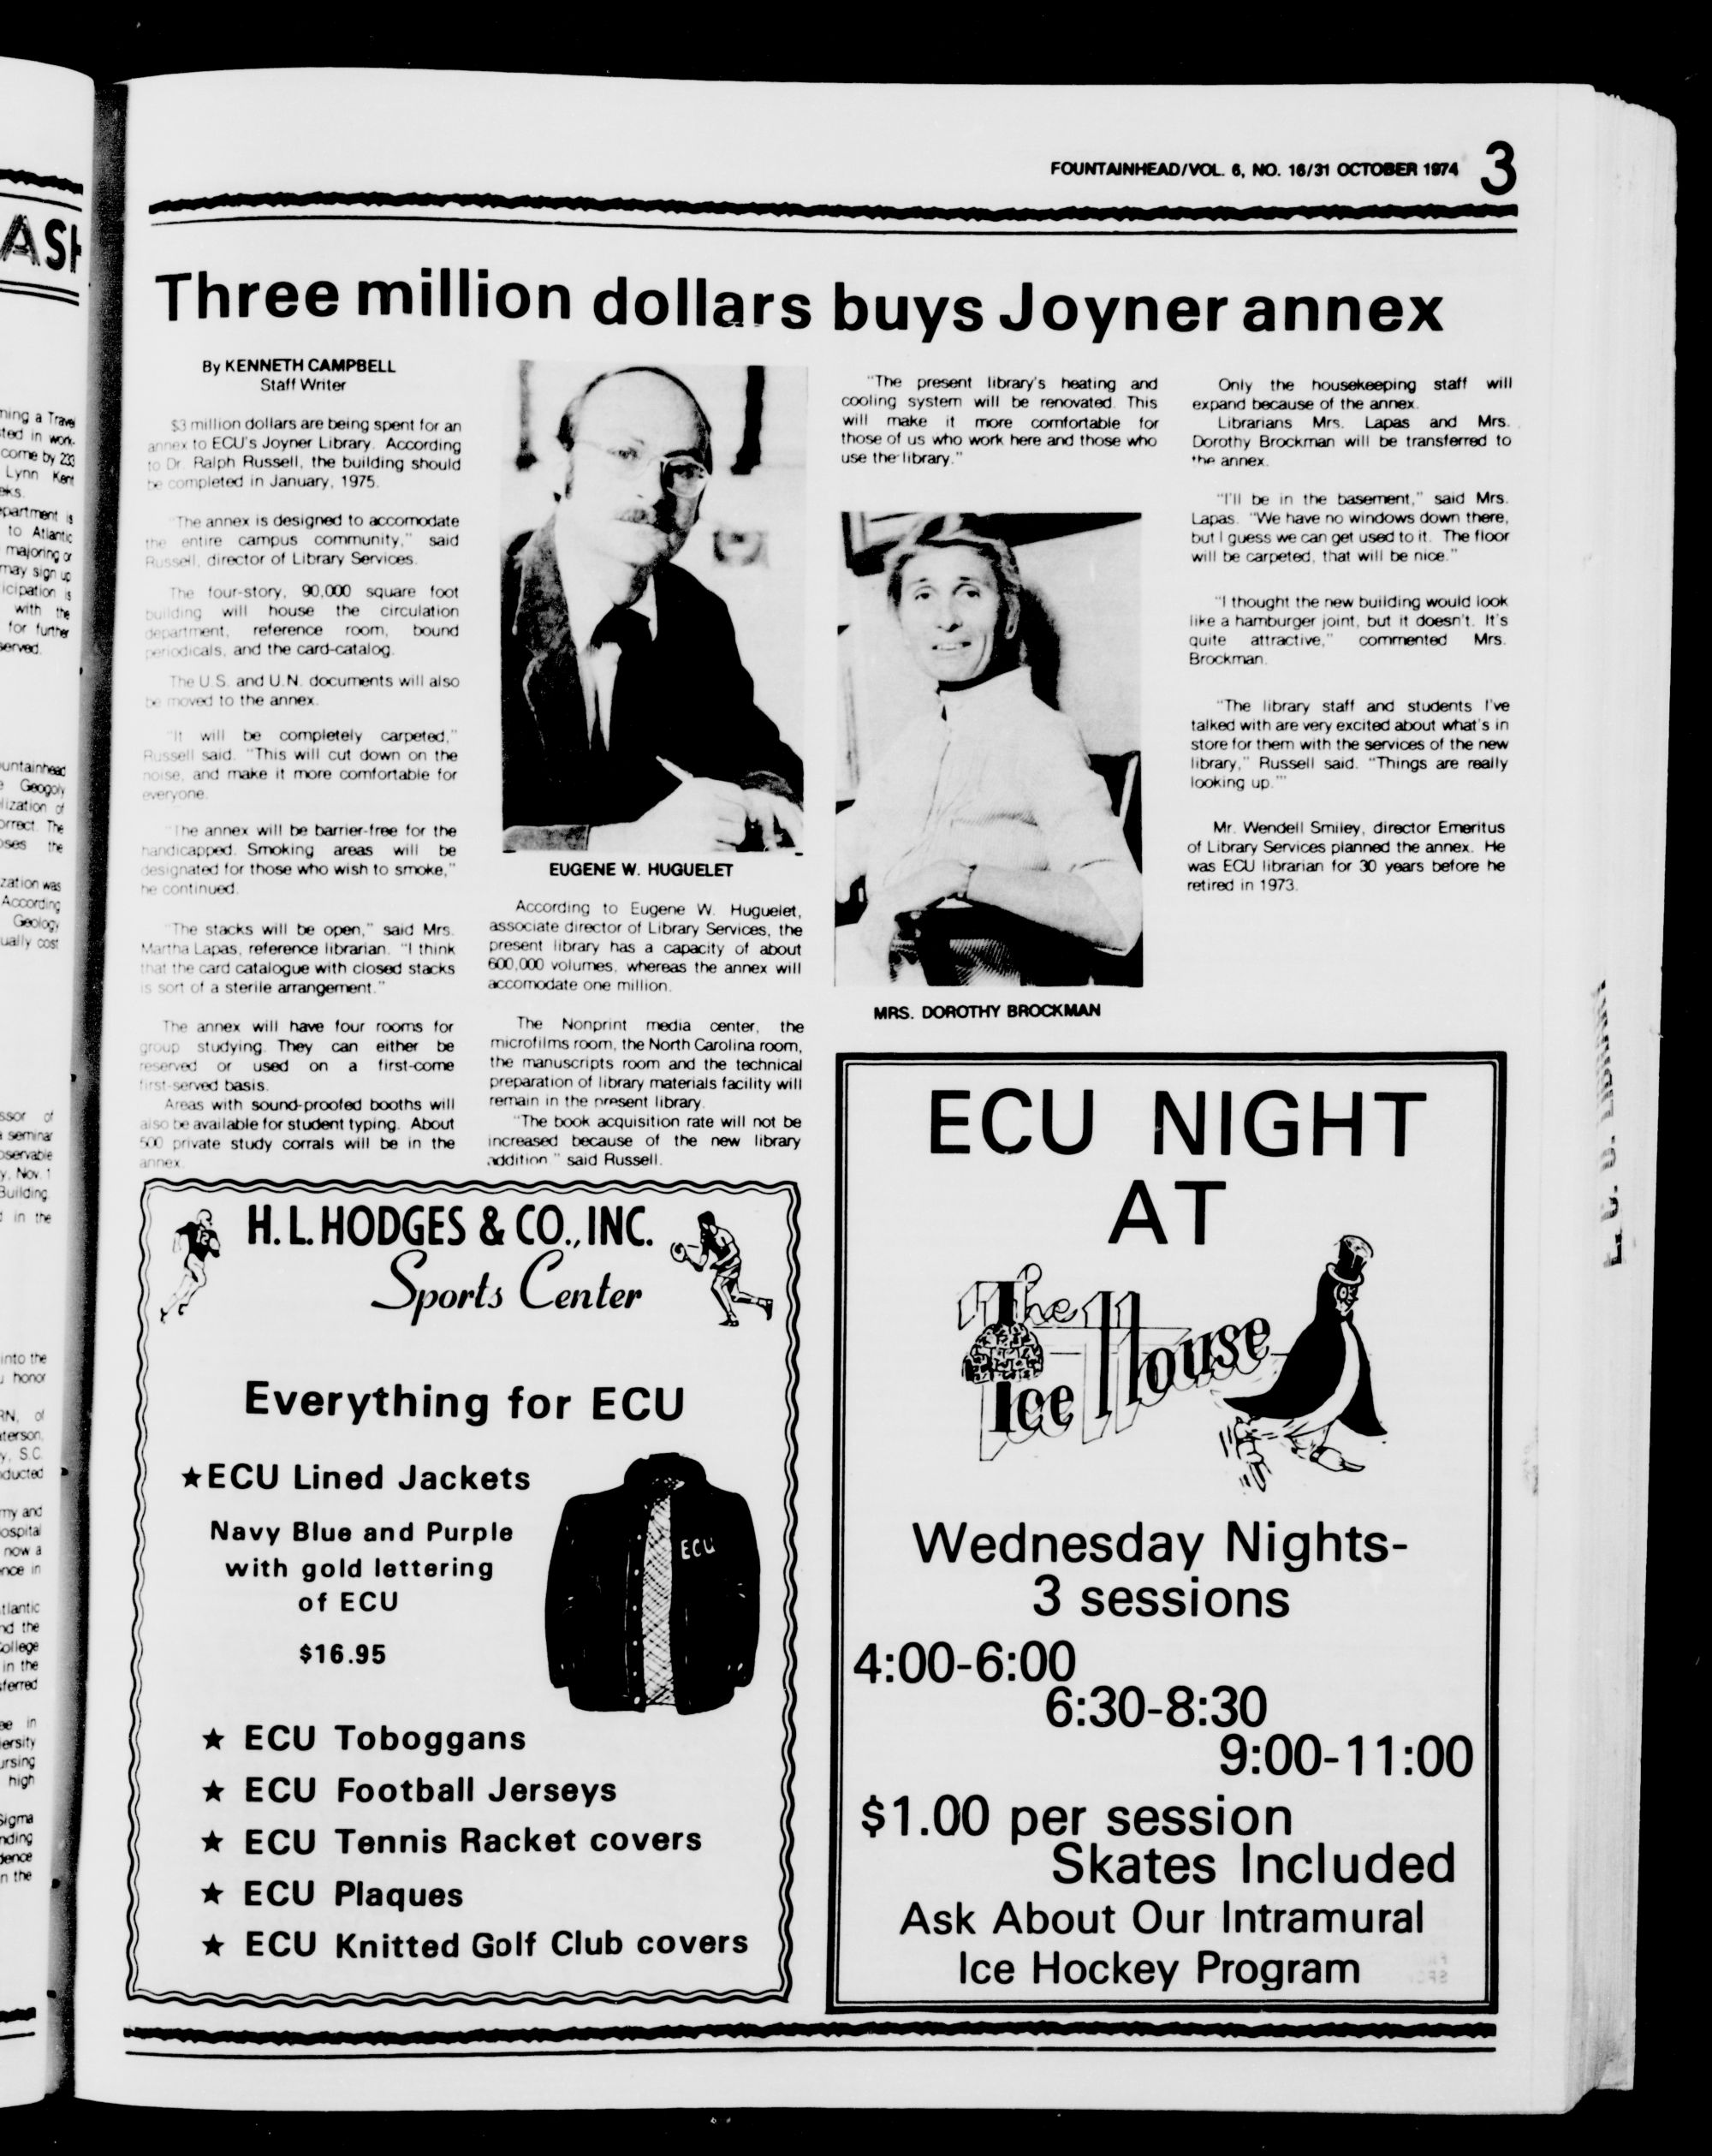 FOUNTAINHEAD/VOL. 6, NO. 16/31 OCTOBER 1974 3
Three million dollars buys Joyner annex
By KENNETH CAMPBELL
Staff Writer
$3 million dollars are being spent for an
annex to ECU's Joyner Library. According
to Dr. Ralph Russell, the building should
be completed in January, 1975.
"The annex is designed to accomodate
the entire campus community," said
Russell, director of Library Services.
The four-story, 90,000 square foot
building will house the circulation
department, reference room, bound
periodicals, and the card-catalog.
The U.S. and U.N. documents will also
be moved to the annex.
"It will be completely carpeted,"
Russell said. "This will cut down on the
noise, and make it more comfortable for
everyone.
"The annex will be barrier-free for the
handicapped. Smoking areas will be
designated for those who wish to smoke,"
he continued.
"The stacks will be open," said Mrs.
Martha Lapas, reference librarian. "I think
that the card catalogue with closed stacks
is sort of a sterile arrangement."
The annex will have four rooms for
group studying. They can either be
reserved or used on a first-come
first-served basis.
Areas with sound-proofed booths will
also be available for student typing. About
500 private study corrals will be in the
annex.
EUGENE W. HUGUELET
According to Eugene W. Huguelet,
associate director of Library Services, the
present library has a capacity of about
600,000 volumes, whereas the annex will
accomodate one million.
The Nonprint media center, the
microfilms room, the North Carolina room,
the manuscripts room and the technical
preparation of library materials facility will
remain in the present library.
"The book acquisition rate will not be
increased because of the new library
addition " said Russell.
"The present library's heating and
cooling system will be renovated. This
will make it more comfortable for
those of us who work here and those who
use the library."
MRS. DOROTHY BROCKMAN
Only the housekeeping staff will
expand because of the annex.
Librarians Mrs. Lapas and Mrs.
Dorothy Brockman will be transferred to
the annex.
"I'll be in the basement," said Mrs.
Lapas. "We have no windows down there,
but I guess we can get used to it. The floor
will be carpeted, that will be nice."
"I thought the new building would look
like a hamburger joint, but it doesn't. It's
quite attractive," commented Mrs.
Brockman.
"The library staff and students I've
talked with are very excited about what's in
store for them with the services of the new
library," Russell said. "Things are really
looking up."'
Mr. Wendell Smiley, director Emeritus
of Library Services planned the annex. He
was ECU librarian for 30 years before he
retired in 1973.
H. L. HODGES & CO., INC.
Sports Center
12
Everything for ECU
★ECU Lined Jackets
Navy Blue and Purple
with gold lettering
of ECU
$16.95
ECU
★ ECU Toboggans
★ ECU Football Jerseys
★ ECU Tennis Racket covers
★ ECU Plaques
★ ECU Knitted Golf Club covers
ECU NIGHT
AT
The
Ice House
Wednesday Nights-
3 sessions
4:00-6:00
6:30-8:30
9:00-11:00
$1.00 per session
Skates Included
Ask About Our Intramural
Ice Hockey Program